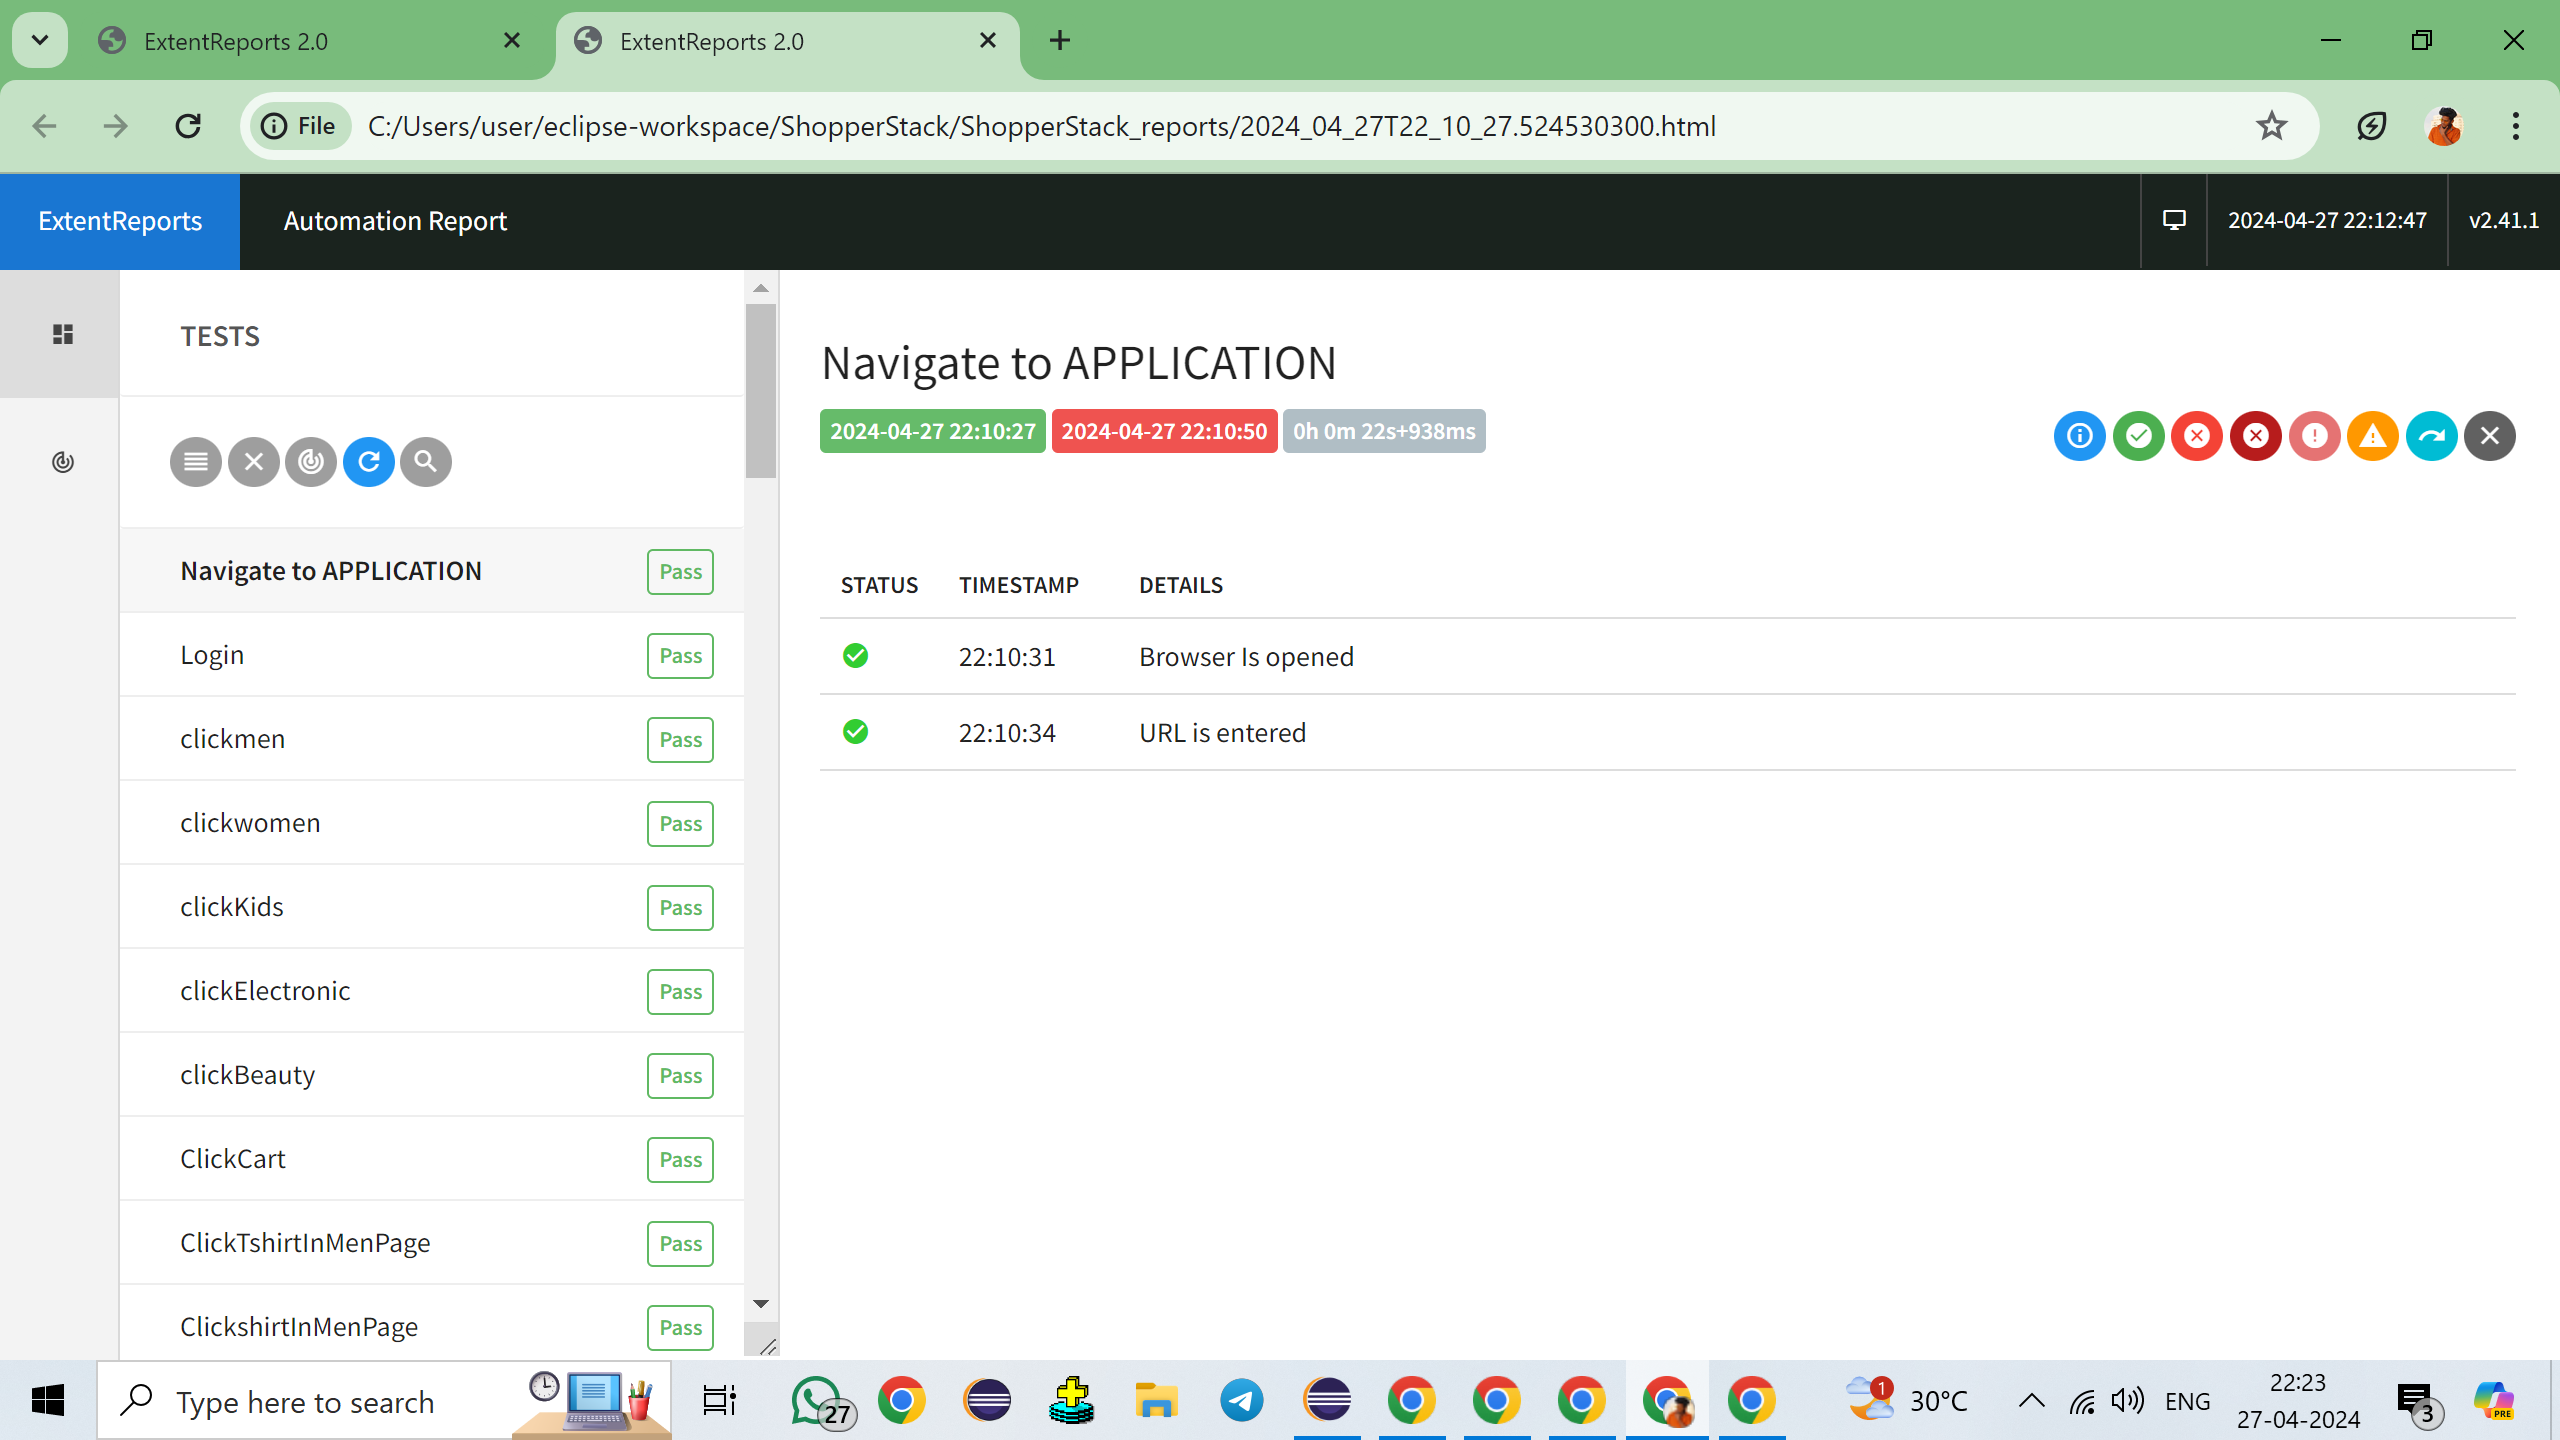 ExtentReports 2.0
ExtentReports 2.0
File
C:/Users/user/eclipse-workspace/ShopperStack/ShopperStack_reports/2024_04_27T22_10_27.524530300.html
ExtentReports
Automation Report
2024-04-27 22:12:47
v2.41.1
TESTS
Navigate to APPLICATION Pass
Login Pass
clickmen Pass
clickwomen Pass
clickKids Pass
clickElectronic Pass
clickBeauty Pass
ClickCart Pass
ClickTshirtInMenPage Pass
ClickshirtInMenPage Pass
Navigate to APPLICATION
2024-04-27 22:10:27 2024-04-27 22:10:50 0h 0m 22s+938ms
STATUS TIMESTAMP DETAILS
22:10:31 Browser Is opened
22:10:34 URL is entered
Type here to search
27
1
30°C
ENG
22:23
27-04-2024
3
PRE